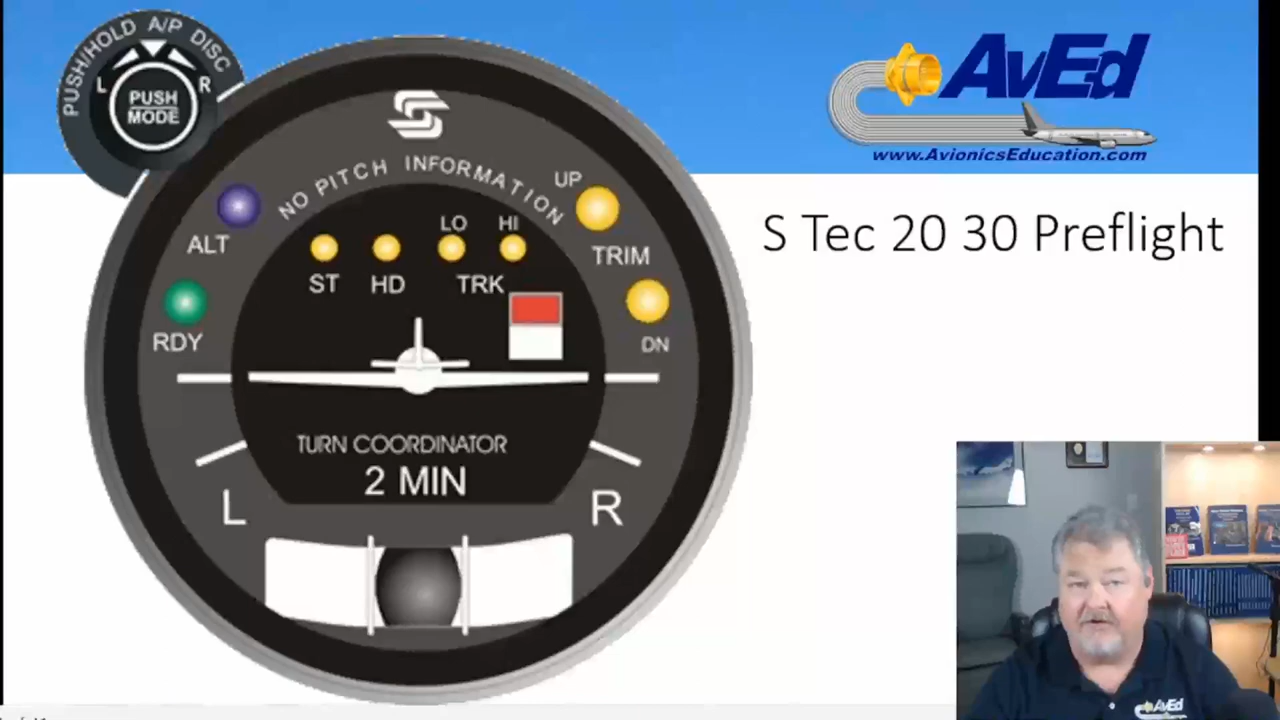 PUSH/HOLD A/P DISC
L R
PUSH
MODE
AvEd
www.AvionicsEducation.com
S Tec 20 30 Preflight
NO PITCH INFORMATION
UP
ALT
LO HI
TRIM
ST HD TRK
RDY
DN
TURN COORDINATOR
2 MIN
L R
AvEd